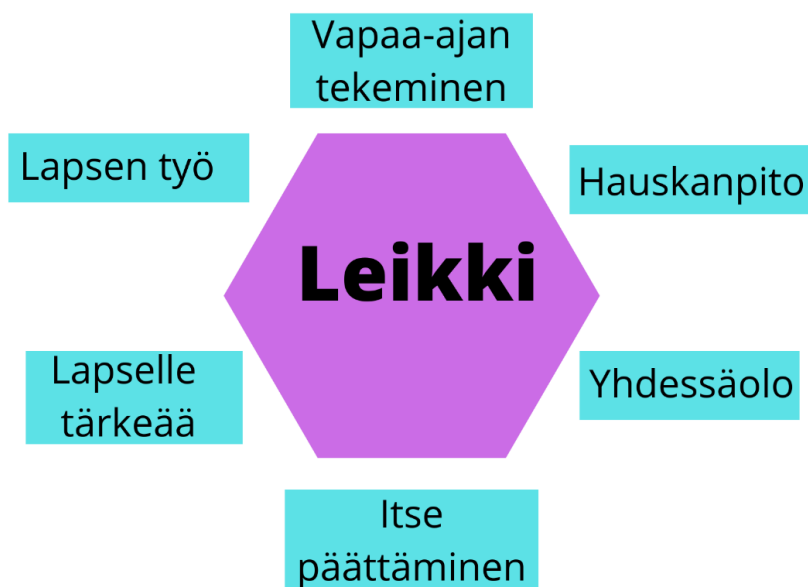 Vapaa-ajan
tekeminen
Lapsen työ
Hauskanpito
Leikki
Lapselle
tärkeää
Yhdessäolo
Itse
päättäminen